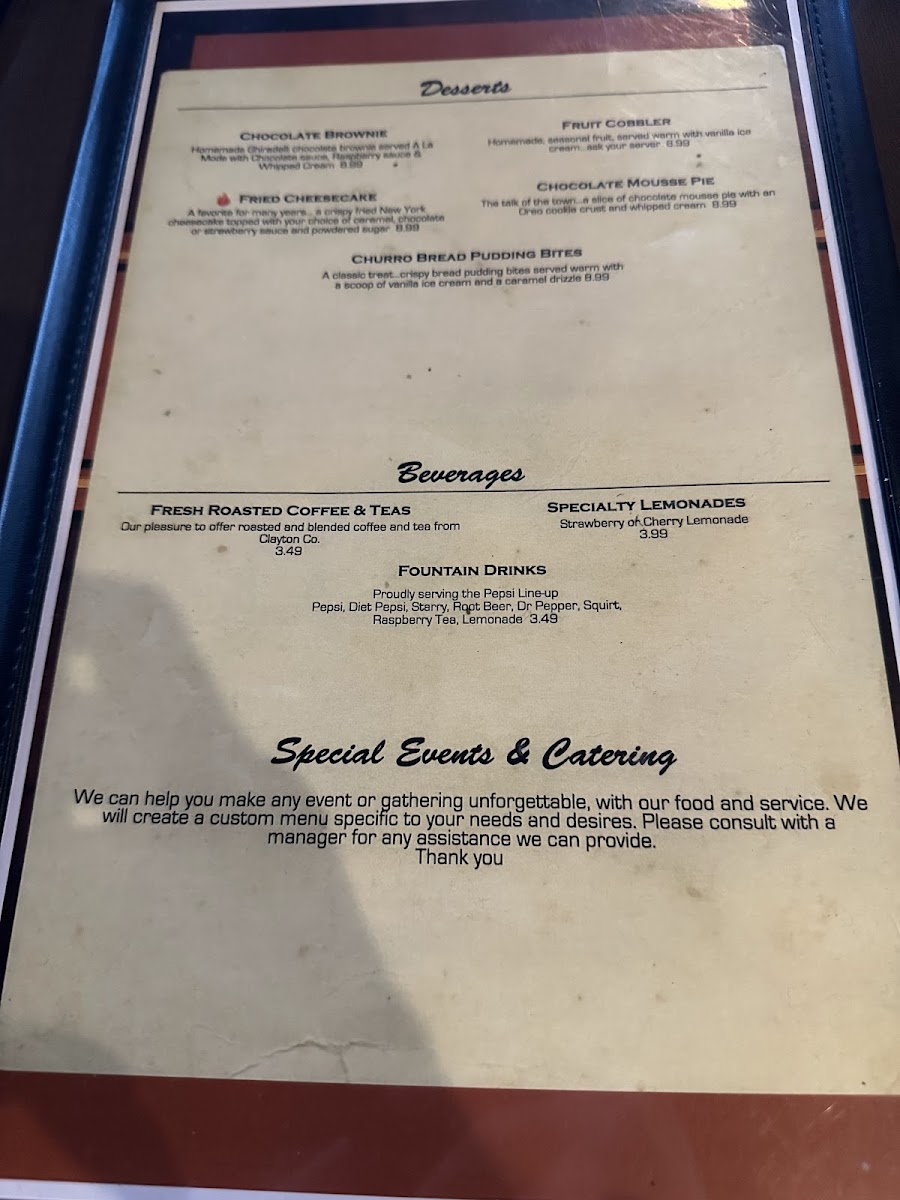 Desserts
CHOCOLATE BROWNIE
Homemade Ghiradelli chocolate brownie served A La
Mode with Chocolate sauce, Raspberry sauce &
Whipped Cream 8.99
FRUIT COBBLER
Homemade, seasonal fruit, served warm with vanilla ice
cream...ask your server 8.99
FRIED CHEESECAKE
A favorite for many years... a crispy fried New York
cheesecake topped with your choice of caramel, chocolate
or strawberry sauce and powdered sugar 8.99
CHOCOLATE MOUSSE PIE
The talk of the town...a slice of chocolate mousse pie with an
Oreo cookie crust and whipped cream 8.99
CHURRO BREAD PUDDING BITES
A classic treat...crispy bread pudding bites served warm with
a scoop of vanilla ice cream and a caramel drizzle 8.99
Beverages
FRESH ROASTED COFFEE & TEAS
Our pleasure to offer roasted and blended coffee and tea from
Clayton Co.
3.49
SPECIALTY LEMONADES
Strawberry or Cherry Lemonade
3.99
FOUNTAIN DRINKS
Proudly serving the Pepsi Line-up
Pepsi, Diet Pepsi, Starry, Root Beer, Dr Pepper, Squirt,
Raspberry Tea, Lemonade 3.49
Special Events & Catering
We can help you make any event or gathering unforgettable, with our food and service. We
will create a custom menu specific to your needs and desires. Please consult with a
manager for any assistance we can provide.
Thank you